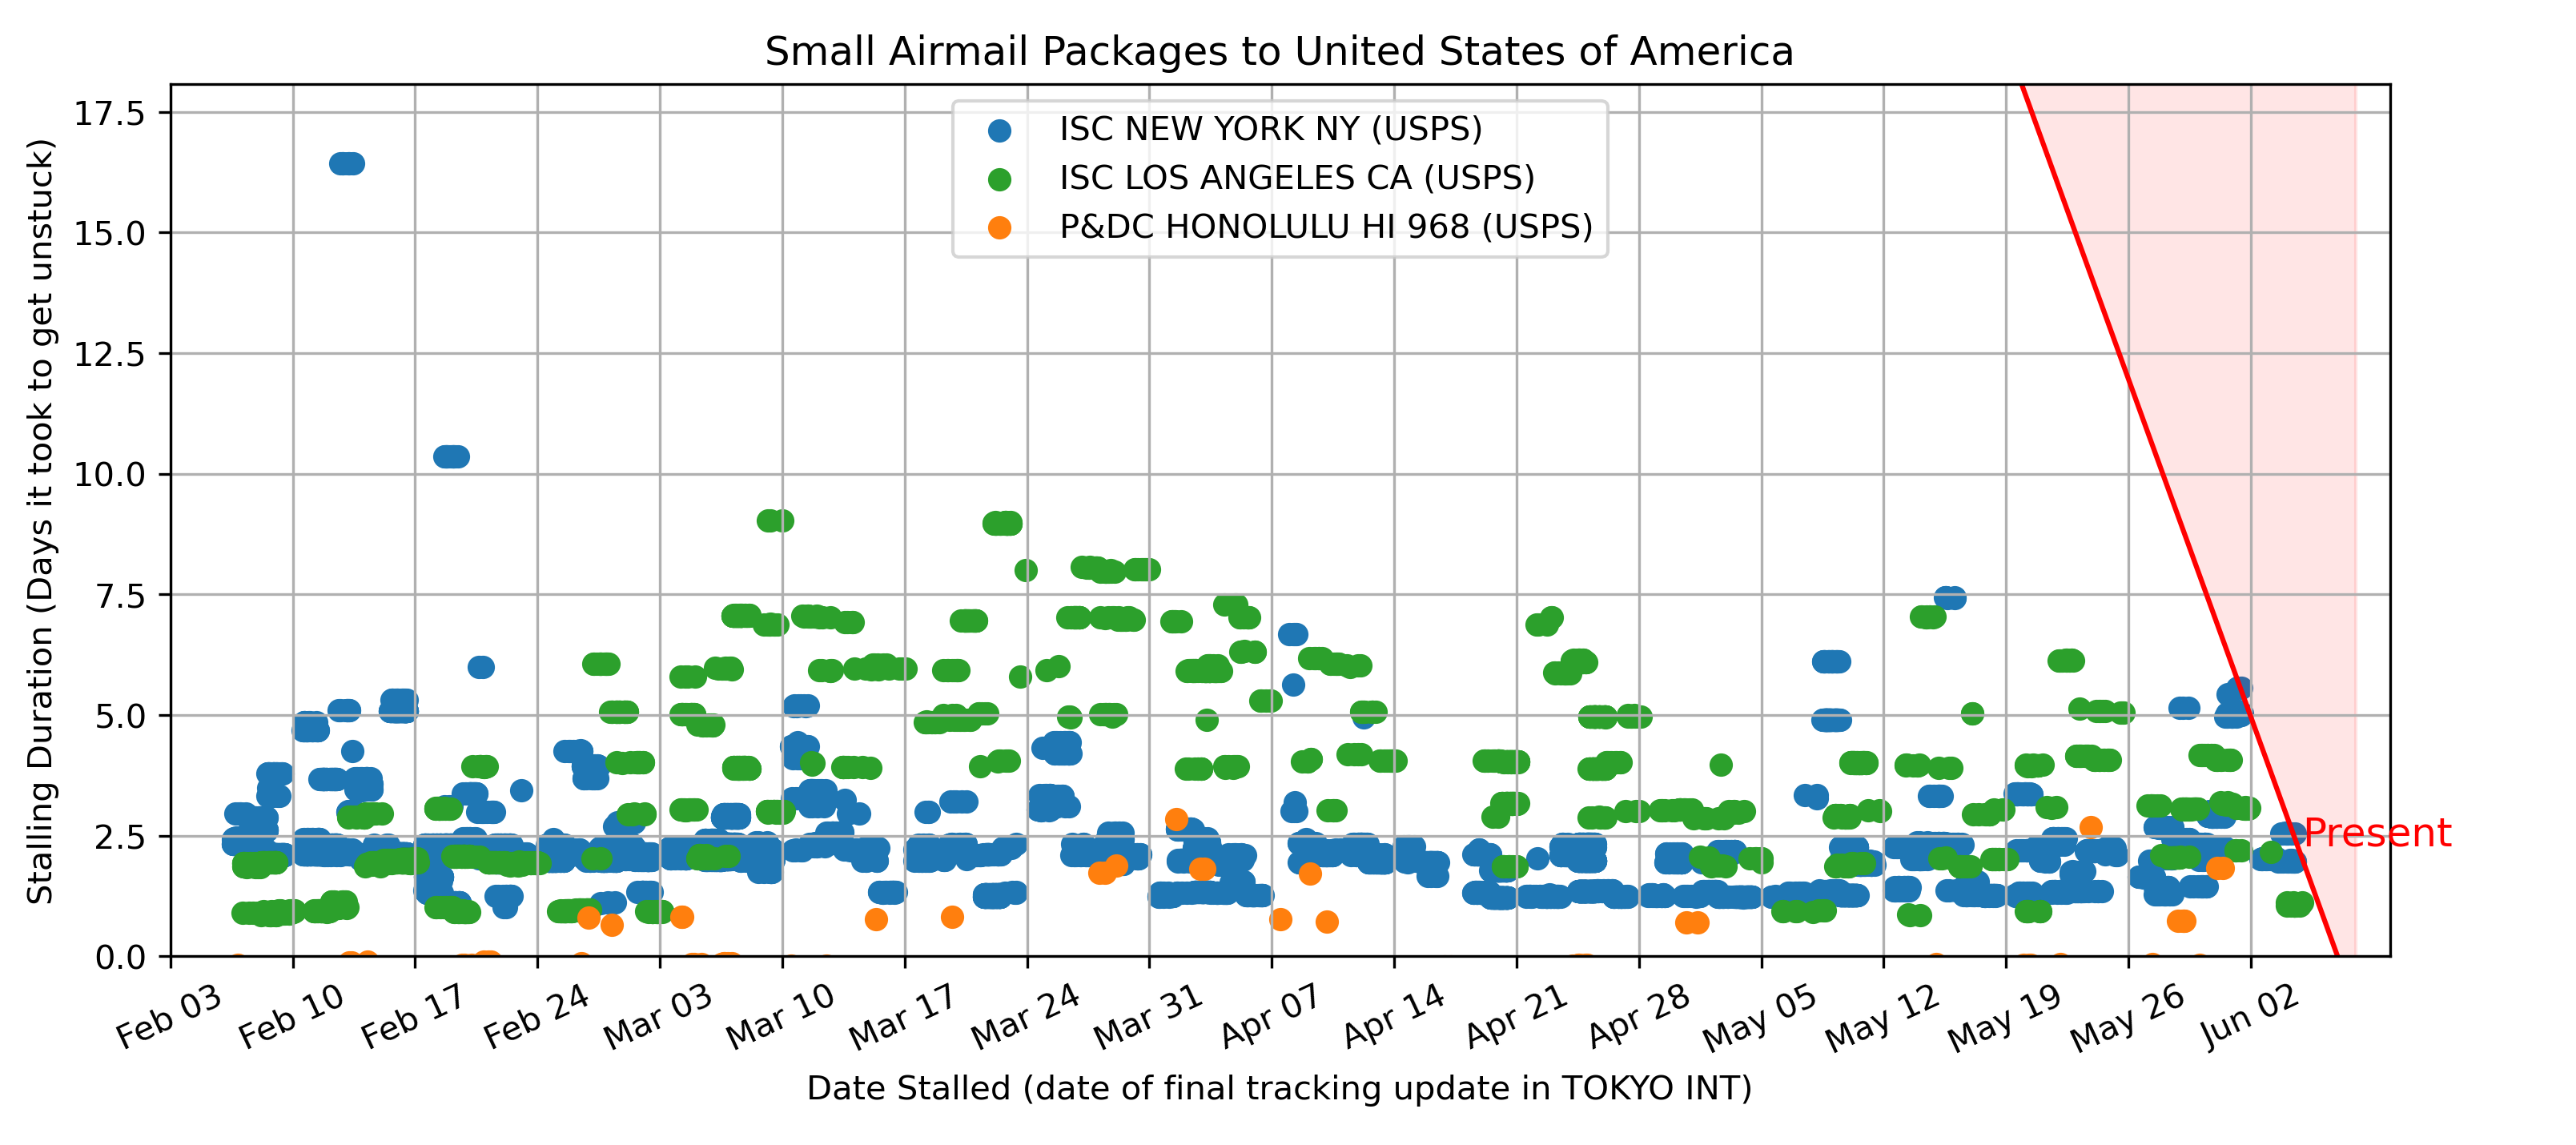 Small Airmail Packages to United States of America
ISC NEW YORK NY (USPS)
ISC LOS ANGELES CA (USPS)
P&DC HONOLULU HI 968 (USPS)
Stalling Duration (Days it took to get unstuck)
17.5
15.0
12.5
10.0
7.5
5.0
2.5
0.0
Present
Feb 03
Feb 10
Feb 17
Feb 24
Mar 03
Mar 10
Mar 17
Mar 24
Mar 31
Apr 07
Apr 14
Apr 21
Apr 28
May 05
May 12
May 19
May 26
Jun 02
Date Stalled (date of final tracking update in TOKYO INT)